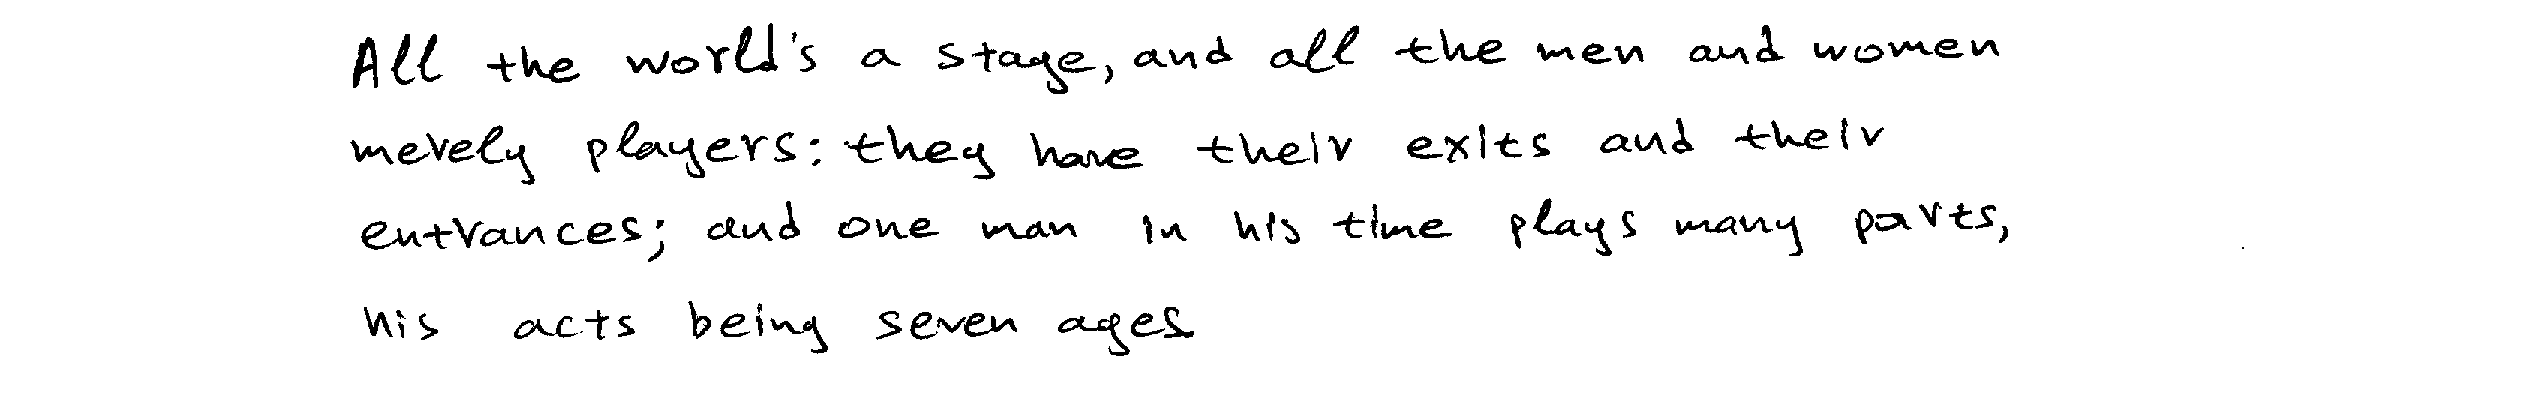 All the world's a stage, and all the men and women
merely players: they have their exits and their
entrances; and one man in his time plays many parts,
his acts being seven ages